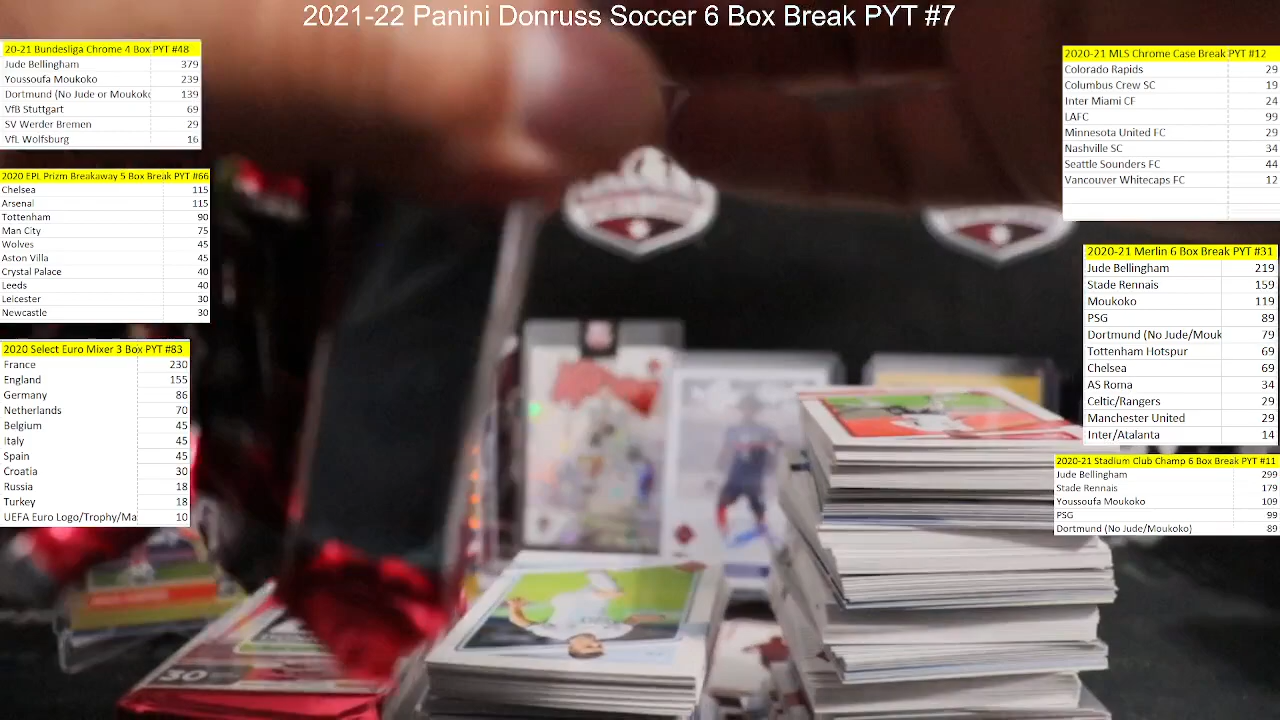 2021-22 Panini Donruss Soccer 6 Box Break PYT #7
20-21 Bundesliga Chrome 4 Box PYT #48
Jude Bellingham 379
Youssoufa Moukoko 239
Dortmund (No Jude or Moukoko 139
VfB Stuttgart 69
SV Werder Bremen 29
VfL Wolfsburg 16
2020 EPL Prizm Breakaway 5 Box Break PYT #66
Chelsea 115
Arsenal 115
Tottenham 90
Man City 75
Wolves 45
Aston Villa 45
Crystal Palace 40
Leeds 40
Leicester 30
Newcastle 30
2020 Select Euro Mixer 3 Box PYT #83
France 230
England 155
Germany 86
Netherlands 70
Belgium 45
Italy 45
Spain 45
Croatia 30
Russia 18
Turkey 18
UEFA Euro Logo/Trophy/Ma 10
2020-21 MLS Chrome Case Break PYT #12
Colorado Rapids 29
Columbus Crew SC 19
Inter Miami CF 24
LAFC 99
Minnesota United FC 29
Nashville SC 34
Seattle Sounders FC 44
Vancouver Whitecaps FC 12
2020-21 Merlin 6 Box Break PYT #31
Jude Bellingham 219
Stade Rennais 159
Moukoko 119
PSG 89
Dortmund (No Jude/Mouk 79
Tottenham Hotspur 69
Chelsea 69
AS Roma 34
Celtic/Rangers 29
Manchester United 29
Inter/Atalanta 14
2020-21 Stadium Club Champ 6 Box Break PYT #11
Jude Bellingham 299
Stade Rennais 179
Youssoufa Moukoko 109
PSG 99
Dortmund (No Jude/Moukoko) 89
30